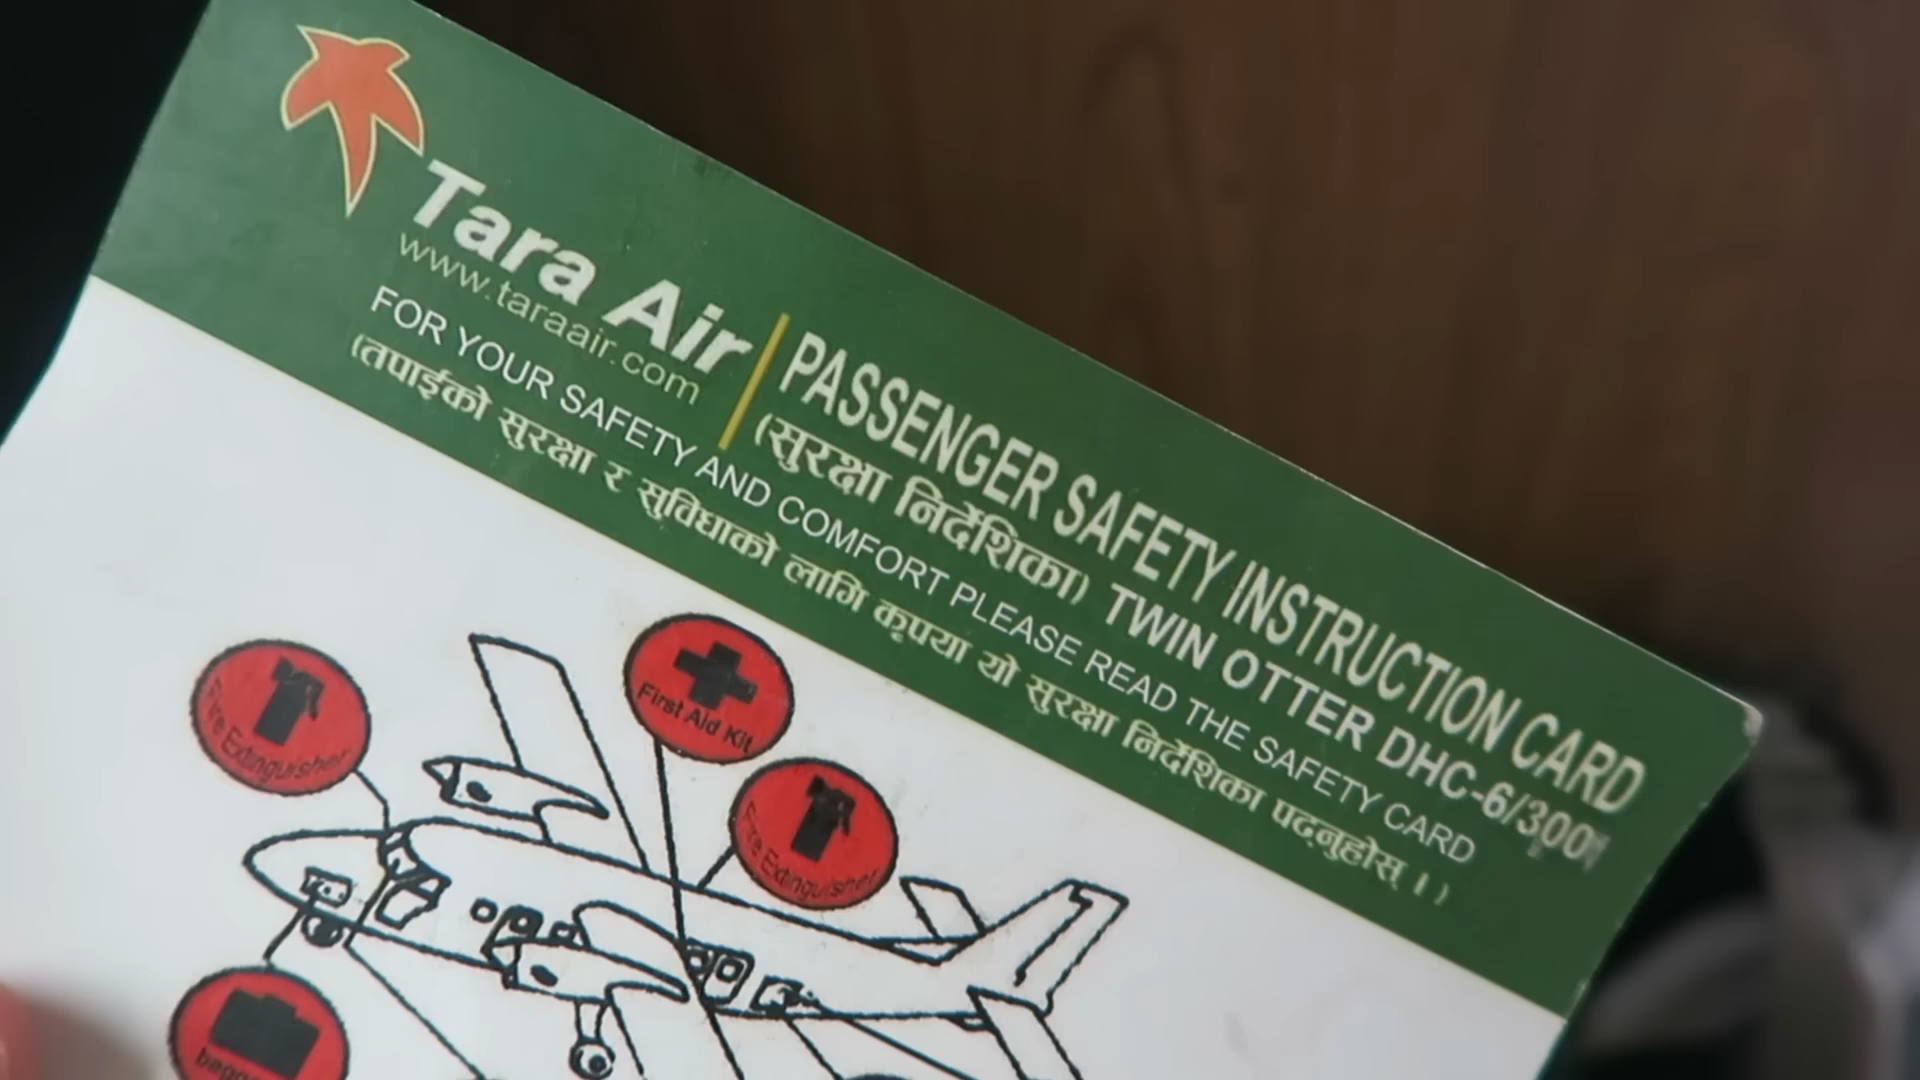 Tara Air
www.taraair.com
PASSENGER SAFETY INSTRUCTION CARD
(सुरक्षा निर्देशिका) TWIN OTTER DHC-6/300
FOR YOUR SAFETY AND COMFORT PLEASE READ THE SAFETY CARD
(तपाईको सुरक्षा र सुविधाको लागि कृपया यो सुरक्षा निर्देशिका पढ्नुहोस् ।)
First Aid Kit
Fire Extinguisher
Fire Extinguisher